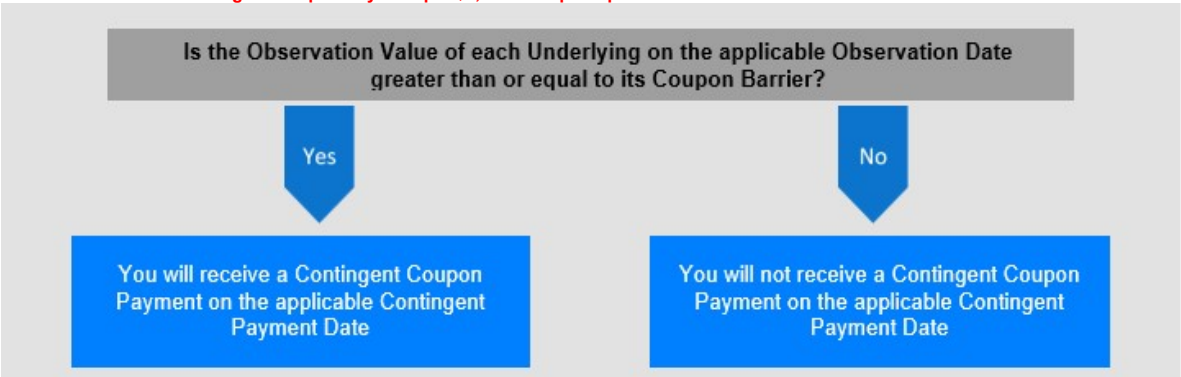 Is the Observation Value of each Underlying on the applicable Observation Date
greater than or equal to its Coupon Barrier?
Yes
No
You will receive a Contingent Coupon
Payment on the applicable Contingent
Payment Date
You will not receive a Contingent Coupon
Payment on the applicable Contingent
Payment Date